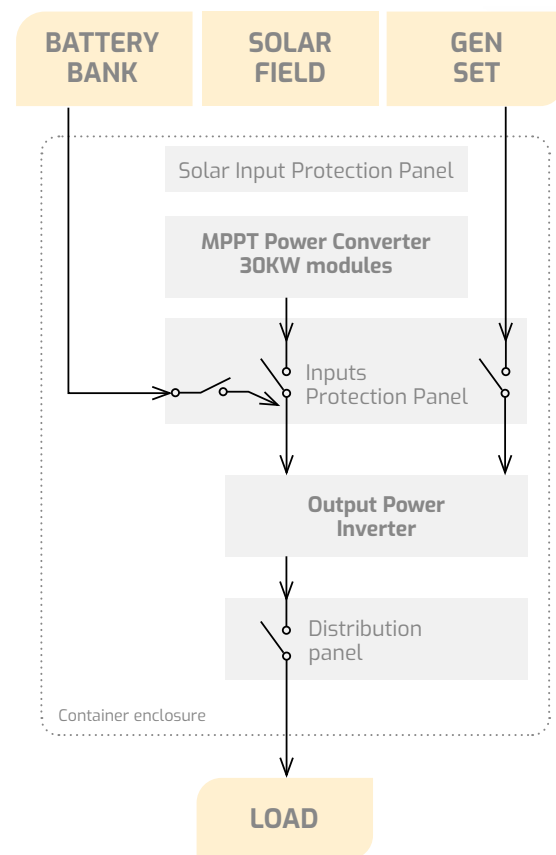 BATTERY
BANK
SOLAR
FIELD
GEN
SET
Solar Input Protection Panel
MPPT Power Converter
30KW modules
Inputs
Protection Panel
Output Power
Inverter
Distribution
panel
Container enclosure
LOAD